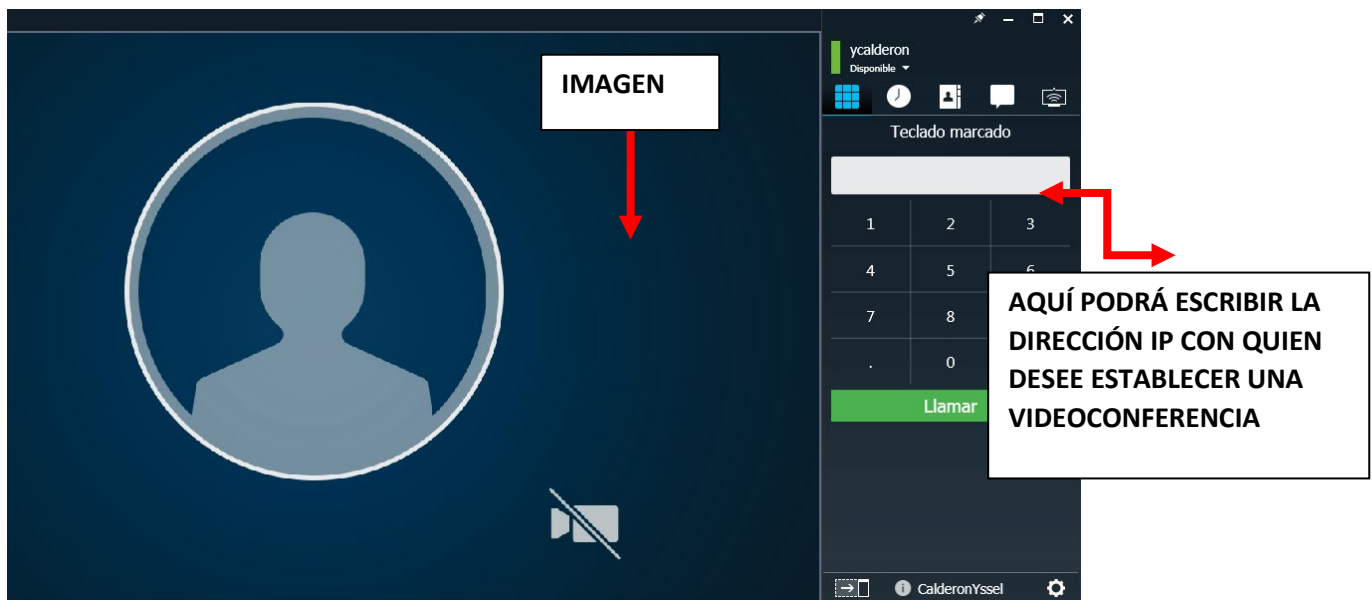 ycalderon
Disponible
IMAGEN
Teclado marcado
1 2 3
4 5 6
7 8
. 0
Llamar
AQUÍ PODRÁ ESCRIBIR LA
DIRECCIÓN IP CON QUIEN
DESEE ESTABLECER UNA
VIDEOCONFERENCIA
CalderonYssel